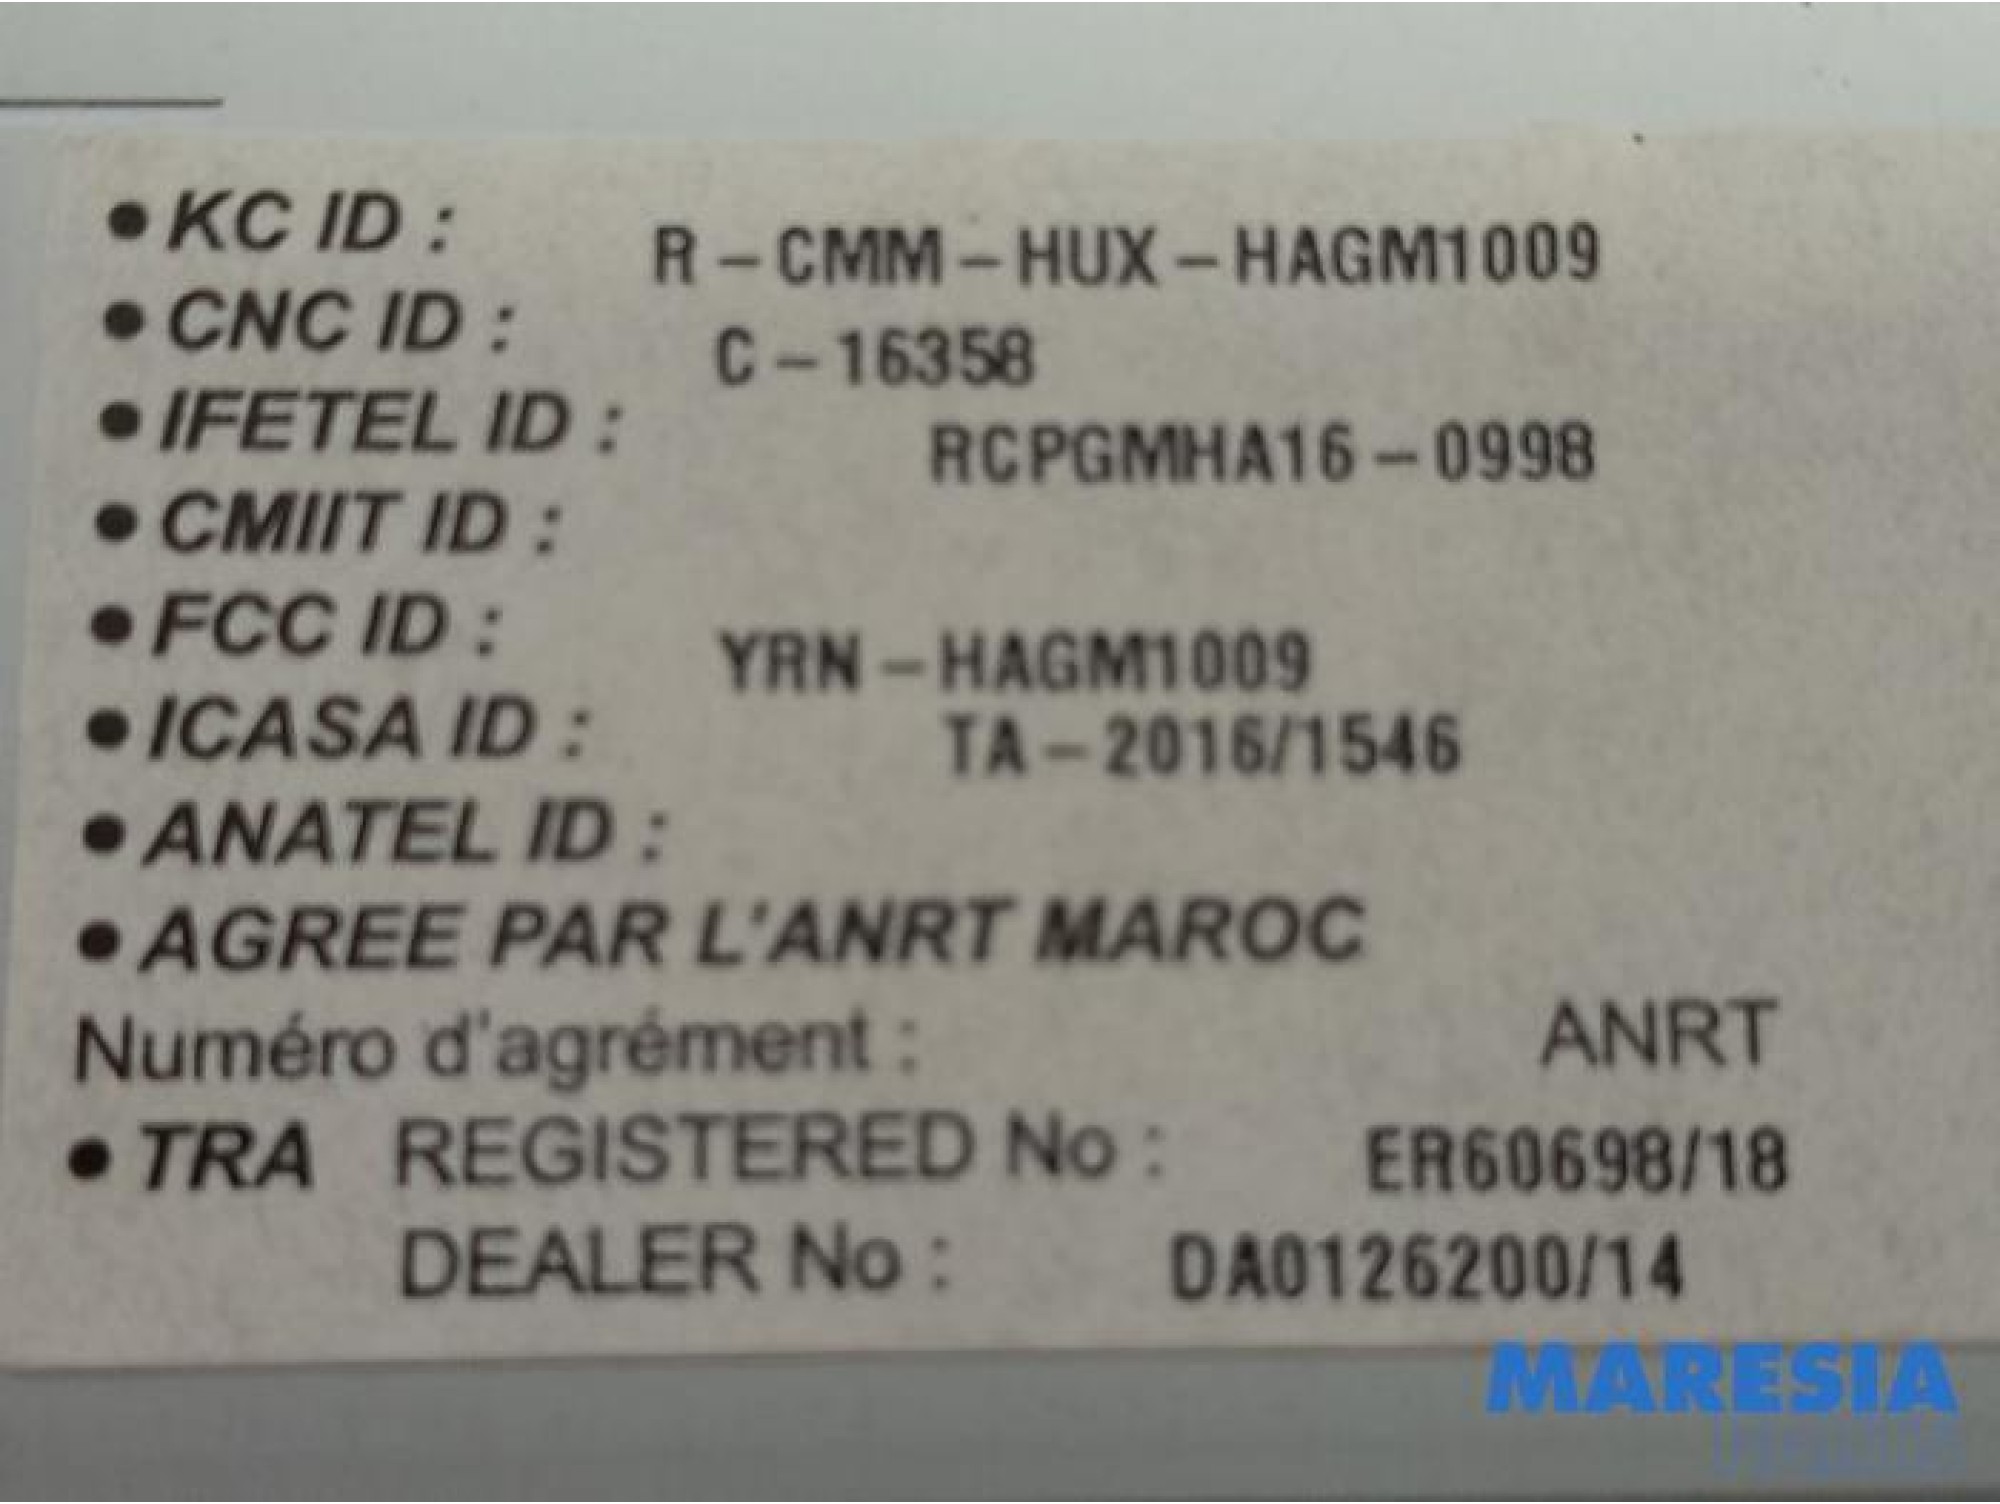 • KC ID : R - CMM - HUX - HAGM1009
• CNC ID : C - 16358
• IFETEL ID : RCPGMHA16 - 0998
• CMIIT ID :
• FCC ID : YRN - HAGM1009
• ICASA ID : TA - 2016/1546
• ANATEL ID :
• AGREE PAR L'ANRT MAROC
Numéro d'agrément : ANRT
• TRA REGISTERED No : ER60698/18
DEALER No : DA0126200/14
MARESIA